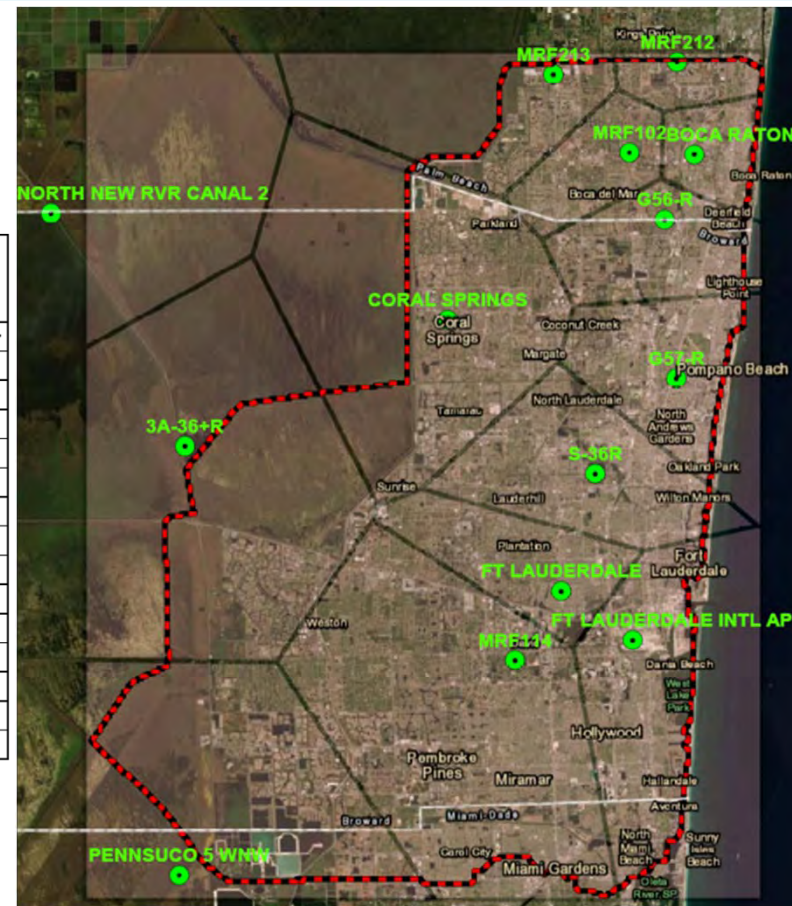 Kings Point
MRF213
MRF212
MRF102
BOCA RATON
Palm Beach
Boca Raton
NORTH NEW RVR CANAL 2
Boca del Mar
G56-R
Parkland
Deerfield
Beach
Broward
Lighthouse
Point
CORAL SPRINGS
Coral
Springs
Coconut Creek
Margate
G57-R
Pompano Beach
North Lauderdale
Tamarac
North
Andrews
Gardens
3A-36+R
S-36R
Oakland Park
Sunrise
Lauderhill
Wilton Manors
Plantation
Fort
Lauderdale
FT LAUDERDALE
Weston
FT LAUDERDALE INTL AP
MRF114
Dania Beach
West
Lake
Park
Hollywood
Pembroke
Pines
Miramar
Hallandale
Aventura
Broward
Miami-Dade
North
Miami
Beach
Sunny
Isles
Beach
PENNSUCO 5 WNW
Carol City
Miami Gardens
Oleta
River SP